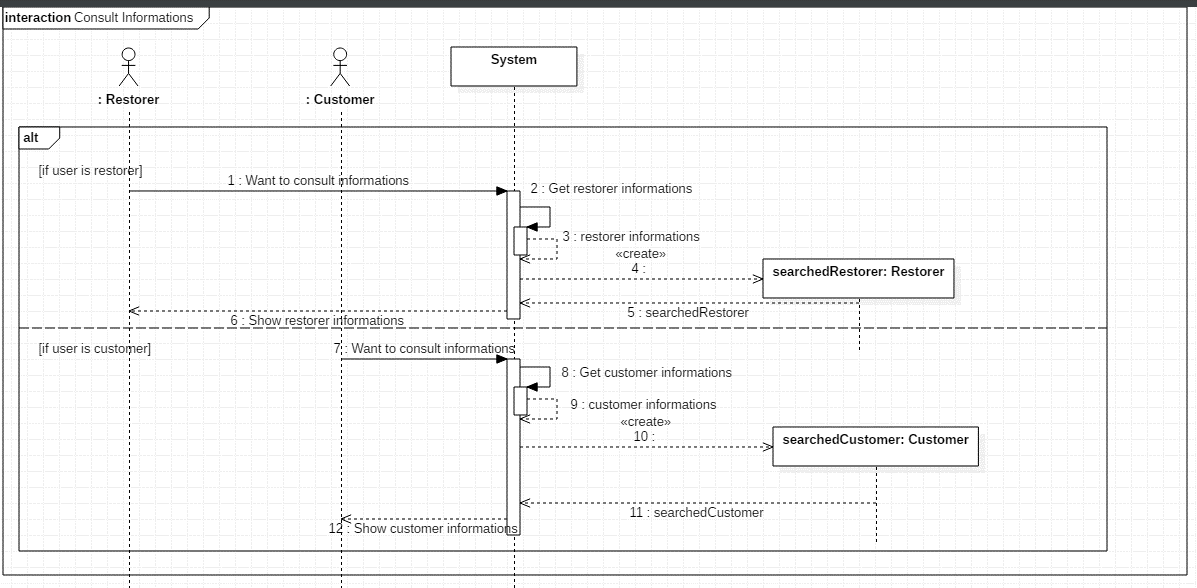 interaction Consult Informations
System
: Restorer
: Customer
alt
[if user is restorer]
1 : Want to consult informations
2 : Get restorer informations
3 : restorer informations
«create»
4 :
searchedRestorer: Restorer
5 : searchedRestorer
6 : Show restorer informations
[if user is customer]
7 : Want to consult informations
8 : Get customer informations
9 : customer informations
«create»
10 :
searchedCustomer: Customer
11 : searchedCustomer
12 : Show customer informations